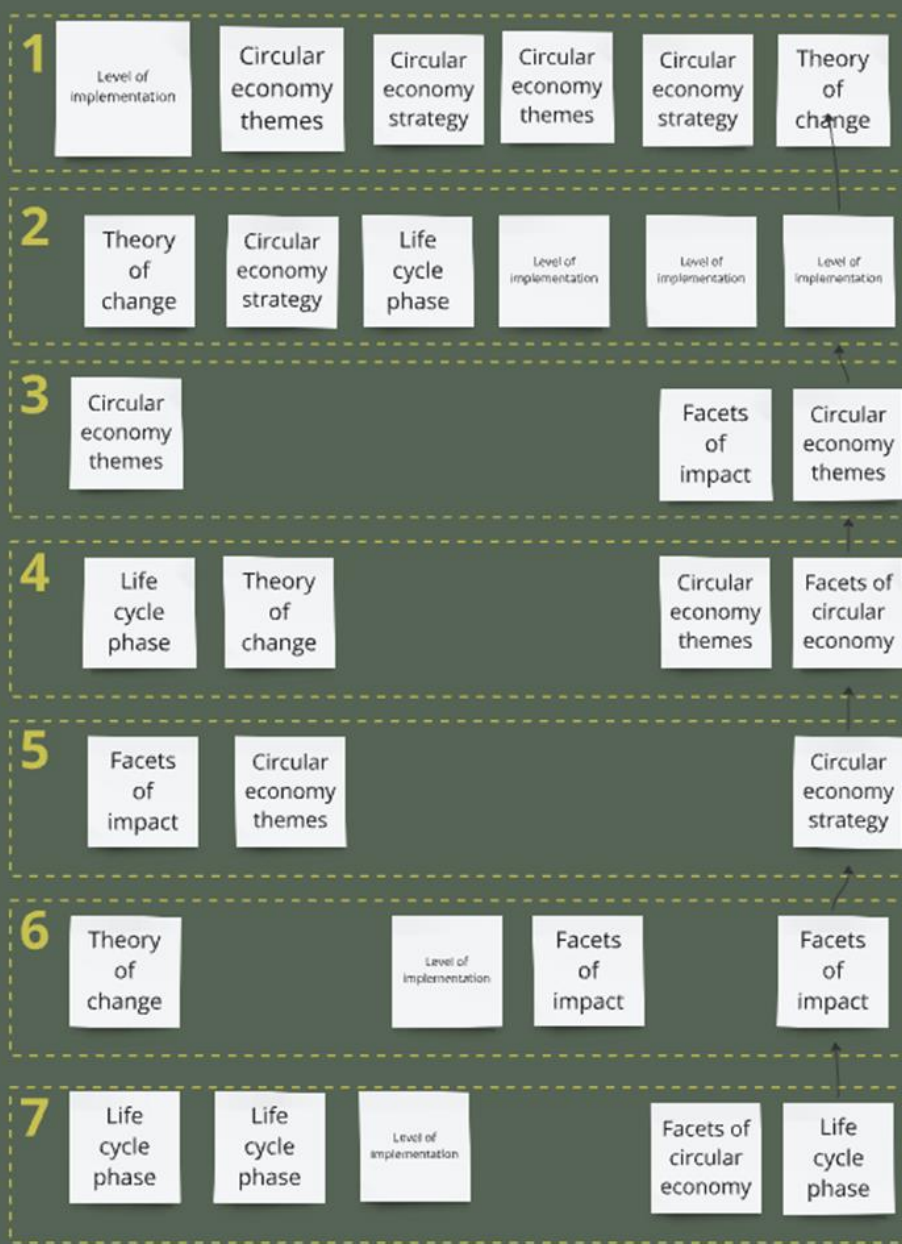 1
Level of
implementation
Circular
economy
themes
Circular
economy
strategy
Circular
economy
themes
Circular
economy
strategy
Theory
of
change
2
Theory
of
change
Circular
economy
strategy
Life
cycle
phase
Level of
implementation
Level of
implementation
Level of
implementation
3
Circular
economy
themes
Facets
of
impact
Circular
economy
themes
4
Life
cycle
phase
Theory
of
change
Circular
economy
themes
Facets of
circular
economy
5
Facets
of
impact
Circular
economy
themes
Circular
economy
strategy
6
Theory
of
change
Level of
implementation
Facets
of
impact
Facets
of
impact
7
Life
cycle
phase
Life
cycle
phase
Level of
implementation
Facets of
circular
economy
Life
cycle
phase